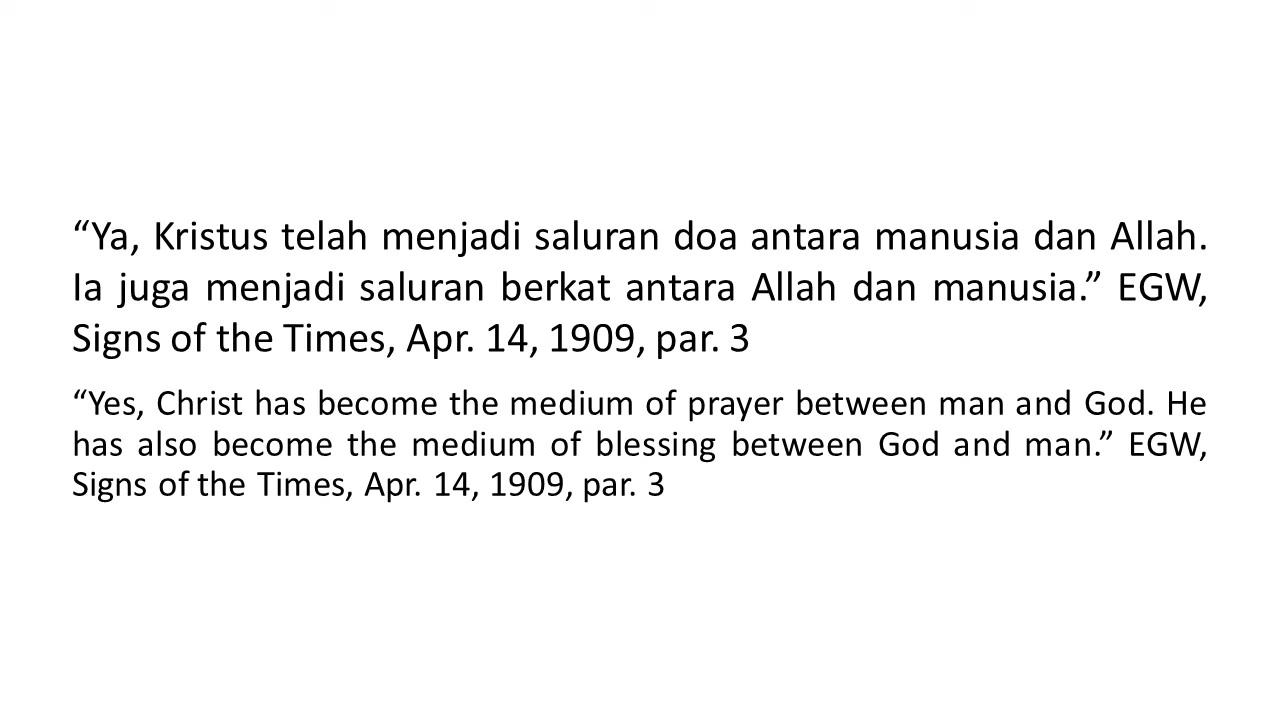 “Ya, Kristus telah menjadi saluran doa antara manusia dan Allah.
Ia juga menjadi saluran berkat antara Allah dan manusia.” EGW,
Signs of the Times, Apr. 14, 1909, par. 3
“Yes, Christ has become the medium of prayer between man and God. He
has also become the medium of blessing between God and man.” EGW,
Signs of the Times, Apr. 14, 1909, par. 3